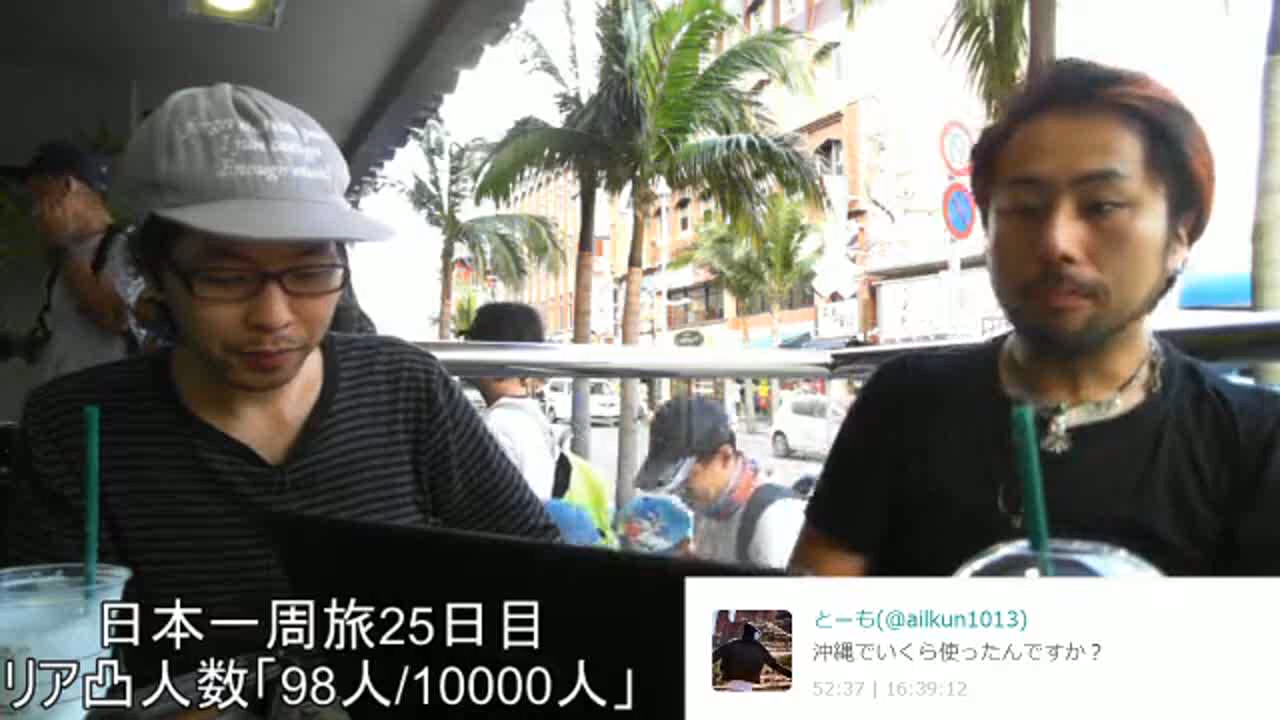 日本一周旅25日目
リア凸人数「98人/10000人」
とーも(@ailkun1013)
沖縄でいくら使ったんですか？
52:37 | 16:39:12